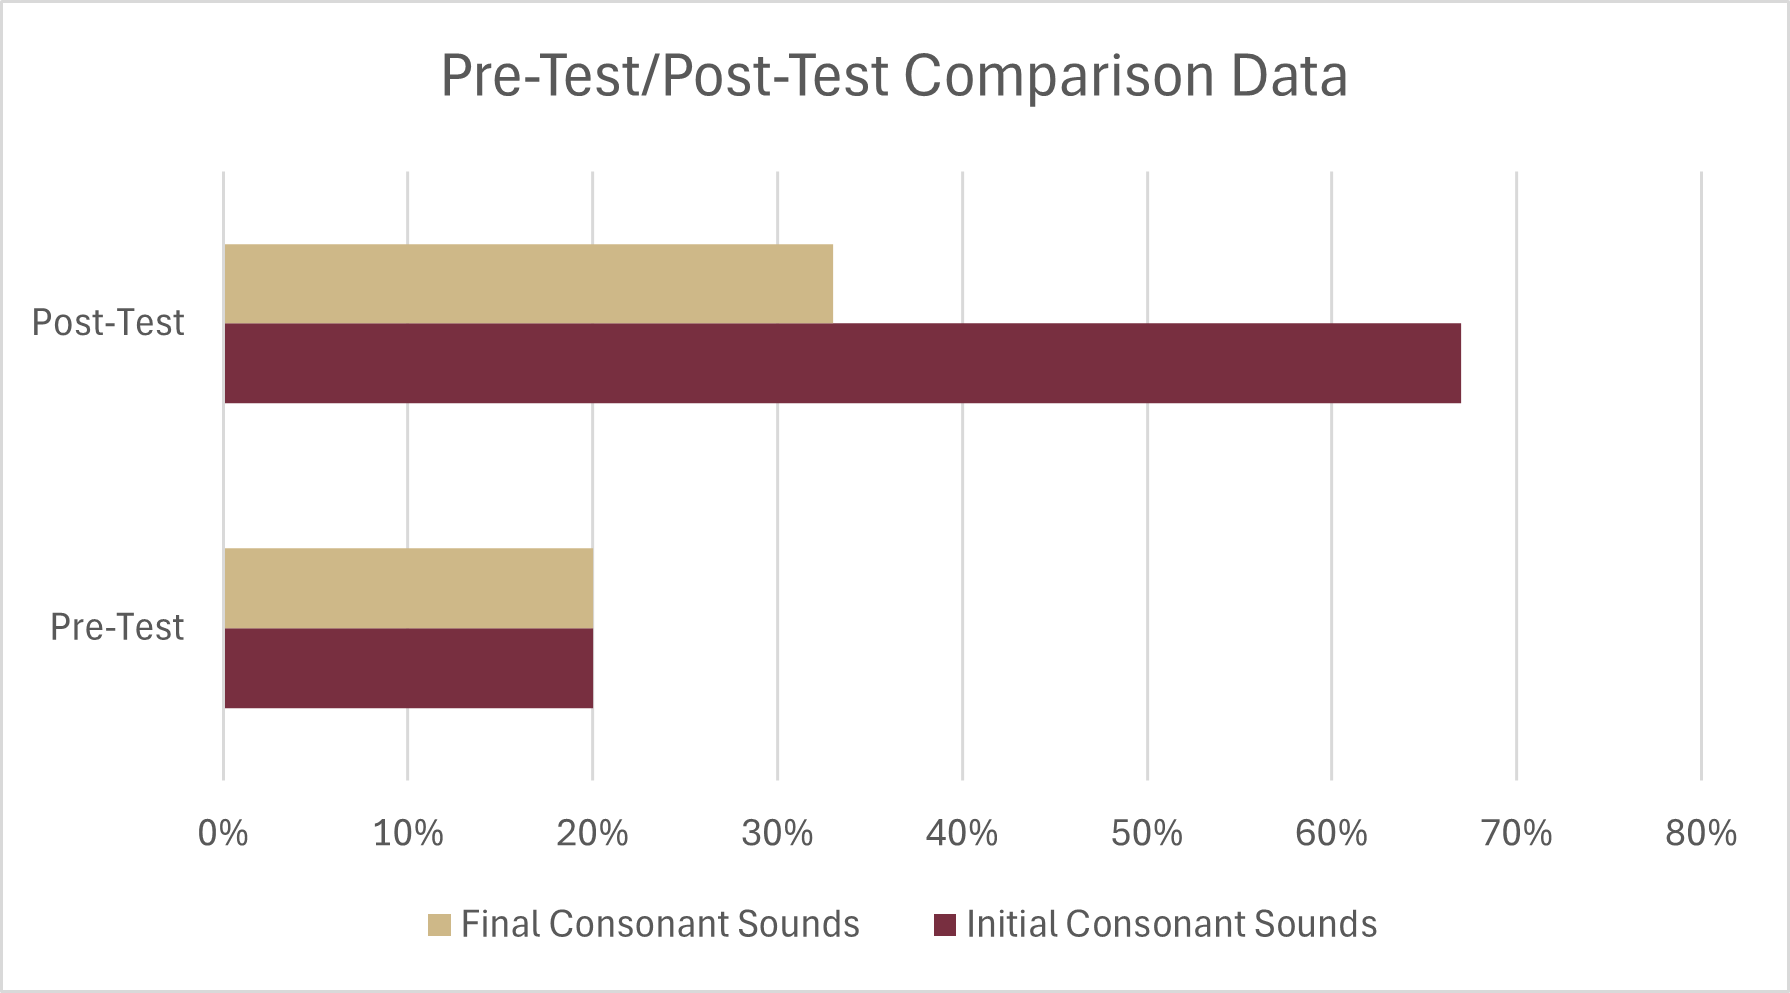 Pre-Test/Post-Test Comparison Data
Post-Test
Pre-Test
0% 10% 20% 30% 40% 50% 60% 70% 80%
Final Consonant Sounds Initial Consonant Sounds